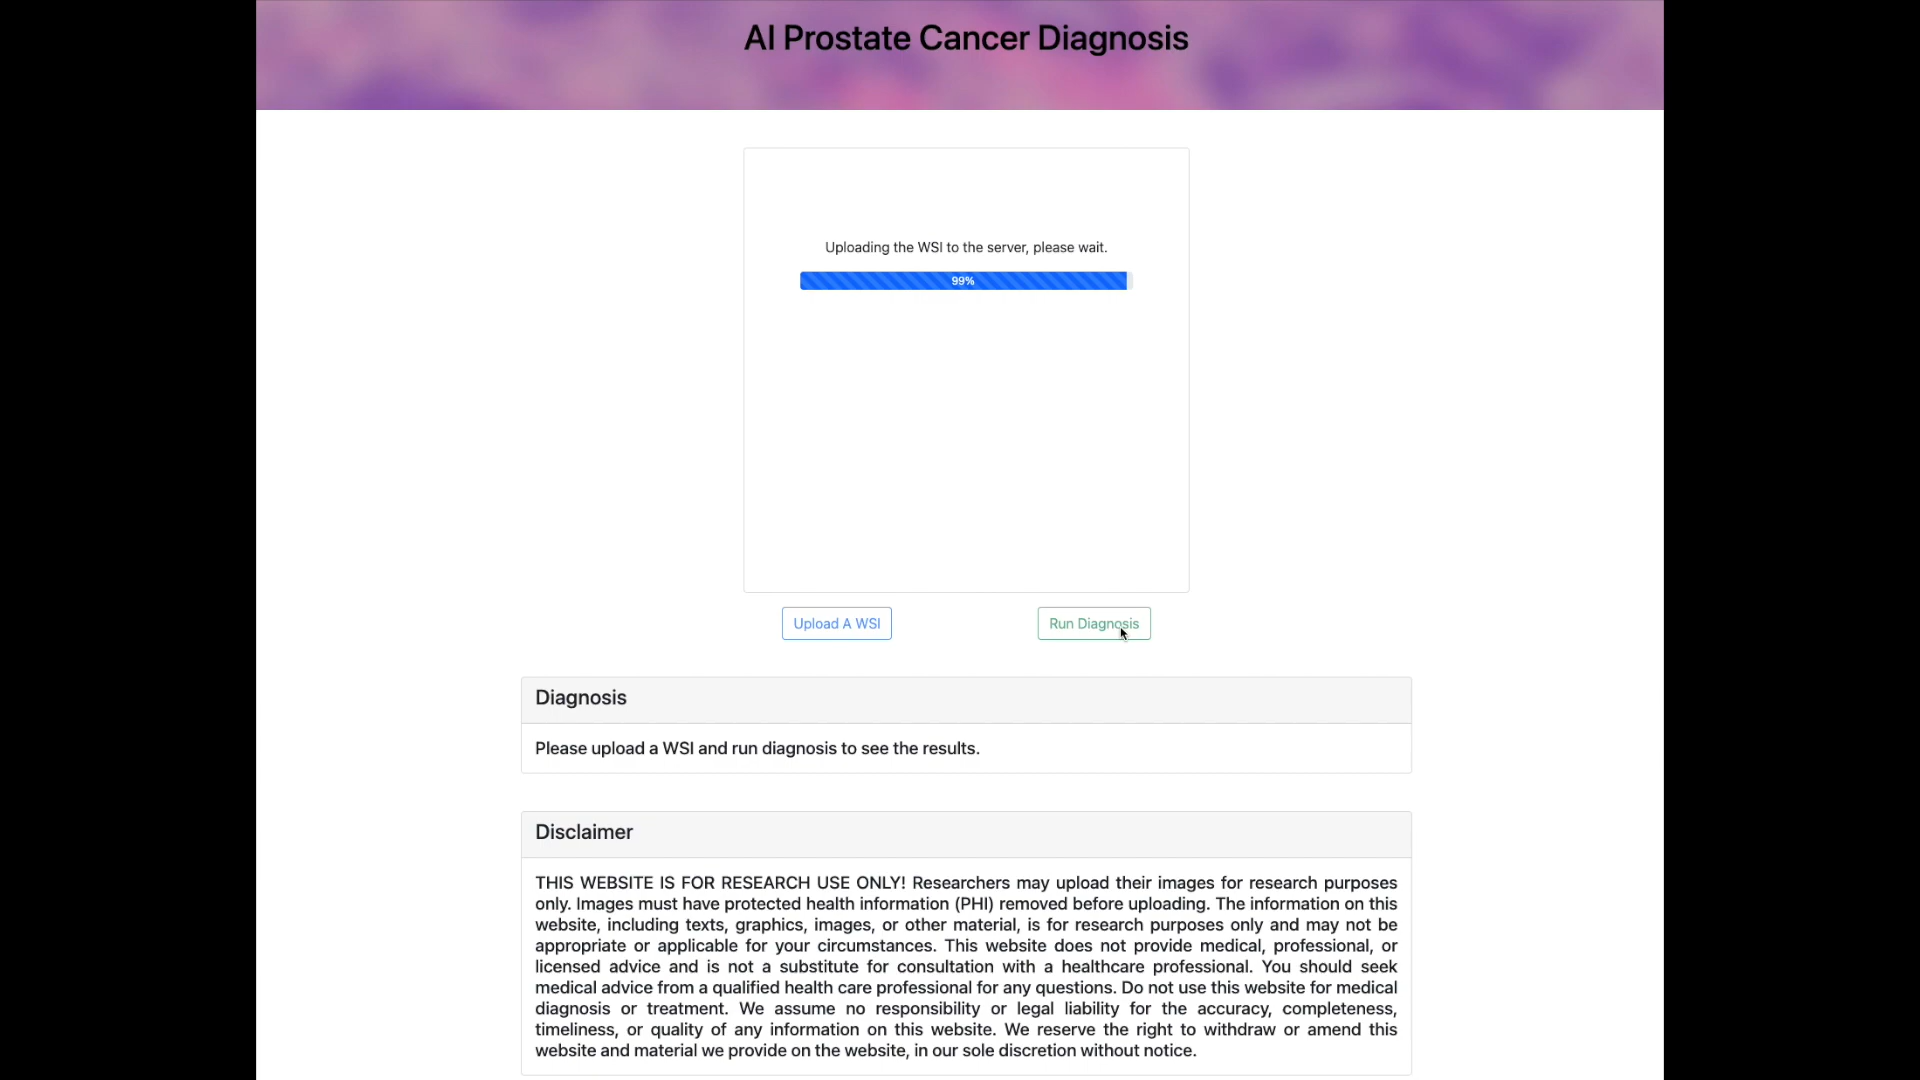 AI Prostate Cancer Diagnosis
Uploading the WSI to the server, please wait.
99%
Upload A WSI
Run Diagnosis
Diagnosis
Please upload a WSI and run diagnosis to see the results.
Disclaimer
THIS WEBSITE IS FOR RESEARCH USE ONLY! Researchers may upload their images for research purposes
only. Images must have protected health information (PHI) removed before uploading. The information on this
website, including texts, graphics, images, or other material, is for research purposes only and may not be
appropriate or applicable for your circumstances. This website does not provide medical, professional, or
licensed advice and is not a substitute for consultation with a healthcare professional. You should seek
medical advice from a qualified health care professional for any questions. Do not use this website for medical
diagnosis or treatment. We assume no responsibility or legal liability for the accuracy, completeness,
timeliness, or quality of any information on this website. We reserve the right to withdraw or amend this
website and material we provide on the website, in our sole discretion without notice.